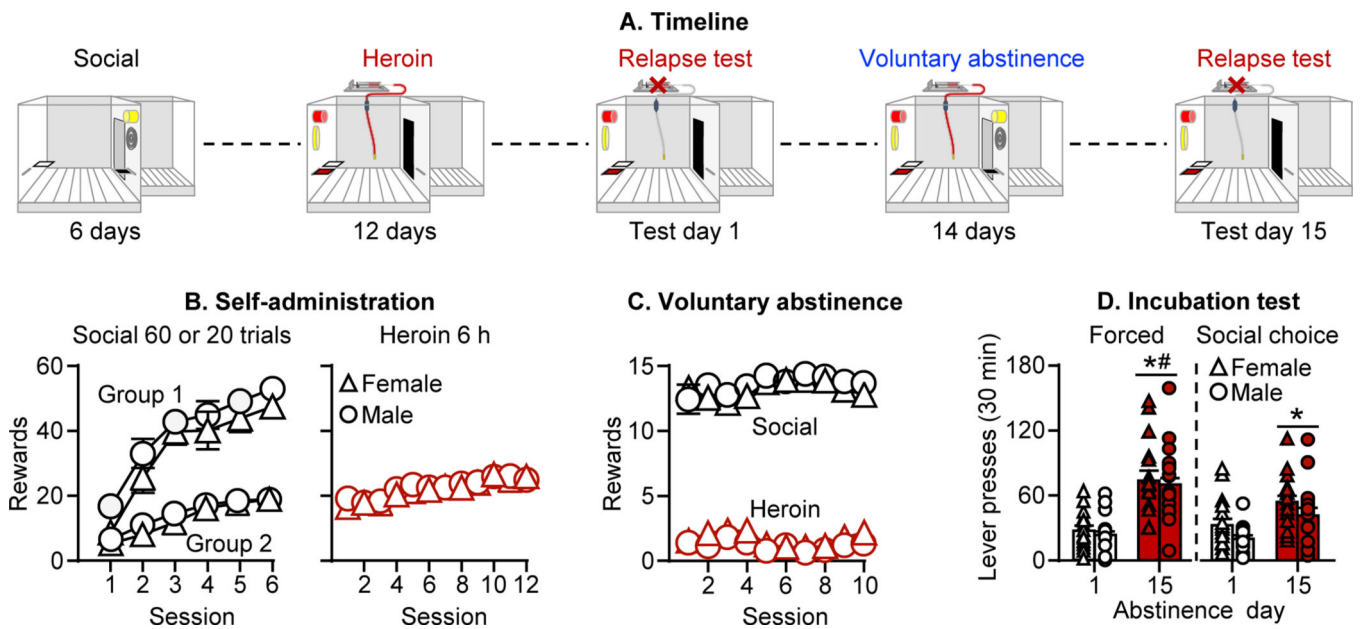 A. Timeline
Social
Heroin
Relapse test
Voluntary abstinence
Relapse test
6 days
12 days
Test day 1
14 days
Test day 15
B. Self-administration
Social 60 or 20 trials
Heroin 6 h
Rewards
60
40
20
0
Group 1
Group 2
1 2 3 4 5 6
Session
Female
Male
2 4 6 8 10 12
Session
C. Voluntary abstinence
Rewards
15
10
5
0
Social
Heroin
2 4 6 8 10
Session
D. Incubation test
Forced
Social choice
Lever presses (30 min)
180
120
60
0
*#
Female
Male
*
1 15 1 15
Abstinence day